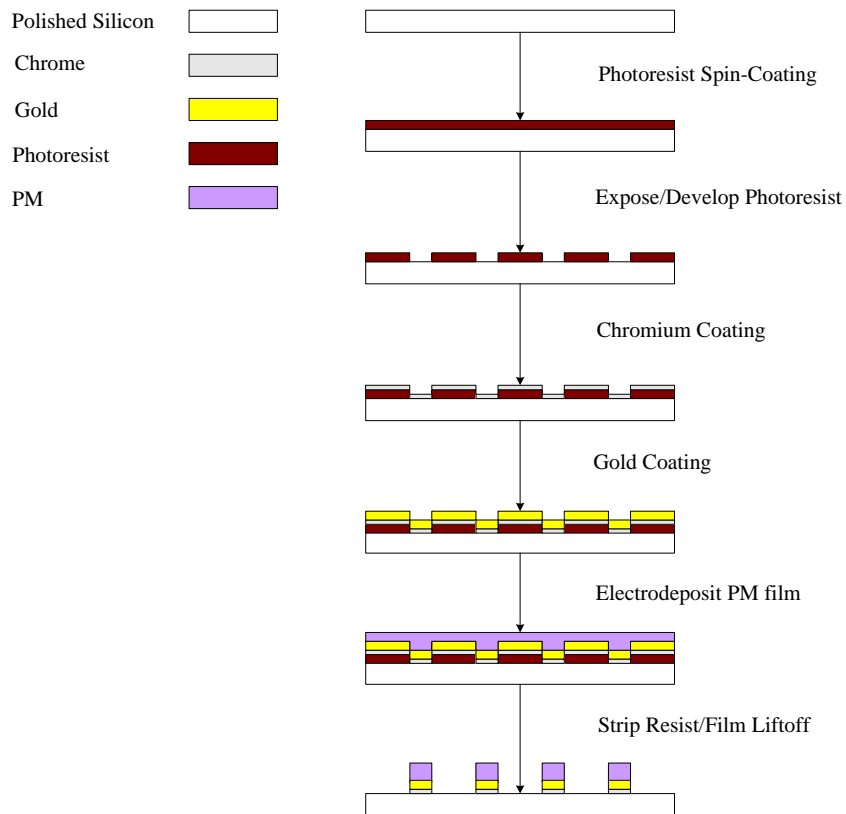 Polished Silicon
Chrome
Gold
Photoresist
PM
Photoresist Spin-Coating
Expose/Develop Photoresist
Chromium Coating
Gold Coating
Electrodeposit PM film
Strip Resist/Film Liftoff